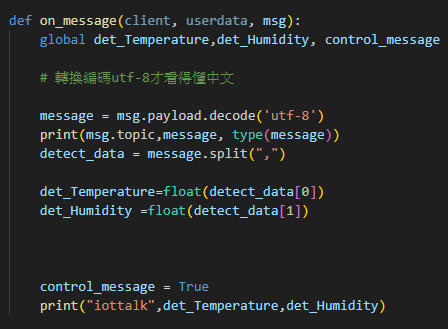 def on_message(client, userdata, msg):
    global det_Temperature,det_Humidity, control_message
    # 轉換編碼utf-8才看得懂中文
    message = msg.payload.decode('utf-8')
    print(msg.topic,message, type(message))
    detect_data = message.split(",")
    det_Temperature=float(detect_data[0])
    det_Humidity =float(detect_data[1])
    control_message = True
    print("iottalk",det_Temperature,det_Humidity)